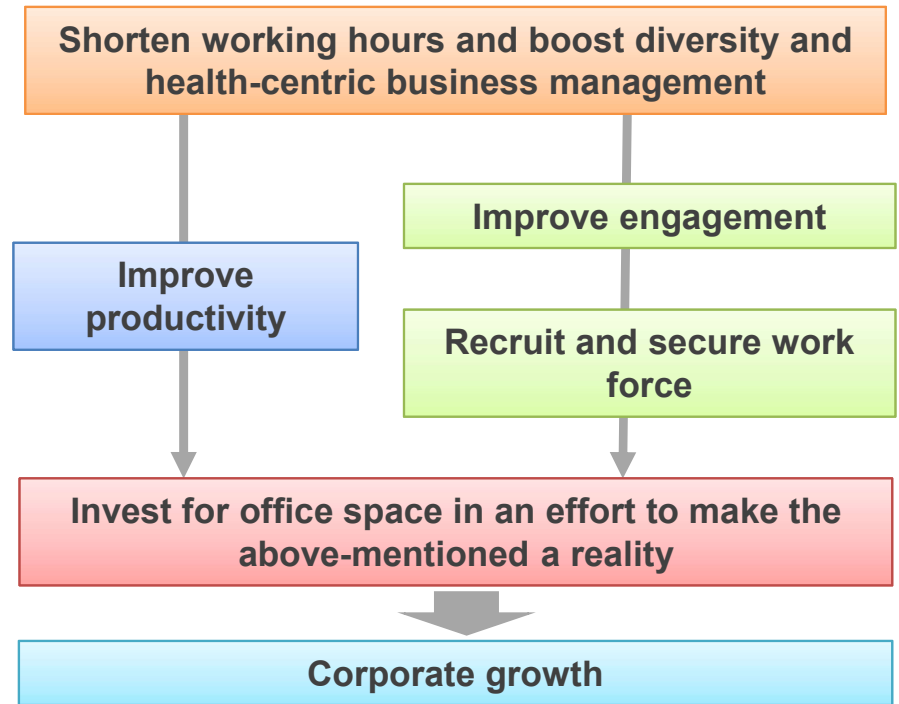 Shorten working hours and boost diversity and
health-centric business management
Improve engagement
Improve
productivity
Recruit and secure work
force
Invest for office space in an effort to make the
above-mentioned a reality
Corporate growth